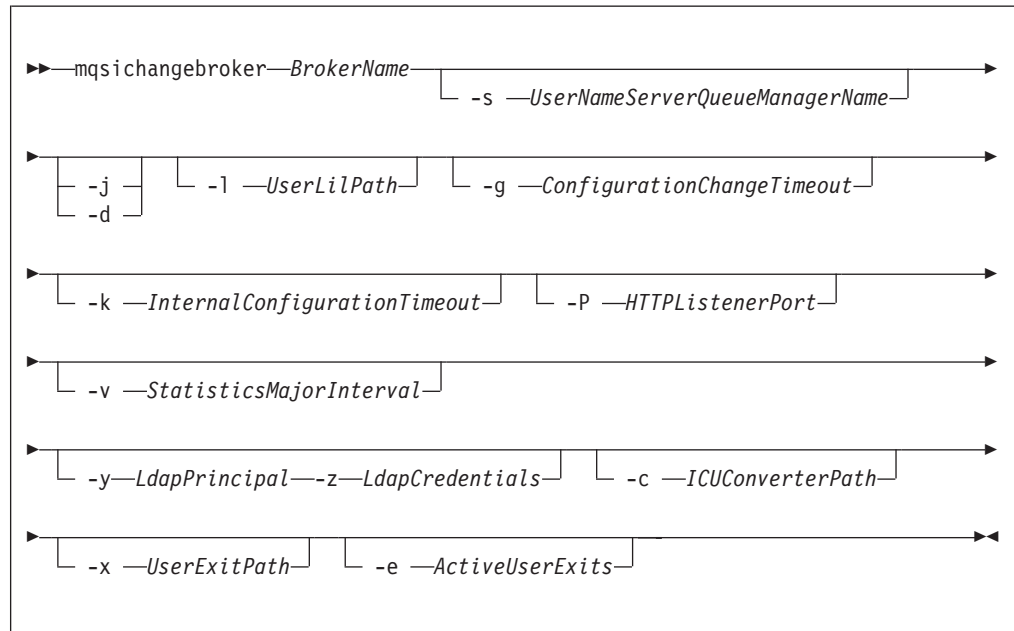 mqsichangebroker BrokerName
-s UserNameServerQueueManagerName
-j -l UserLilPath -g ConfigurationChangeTimeout
-d
-k InternalConfigurationTimeout -P HTTPListenerPort
-v StatisticsMajorInterval
-y LdapPrincipal -z LdapCredentials -c ICUConverterPath
-x UserExitPath -e ActiveUserExits